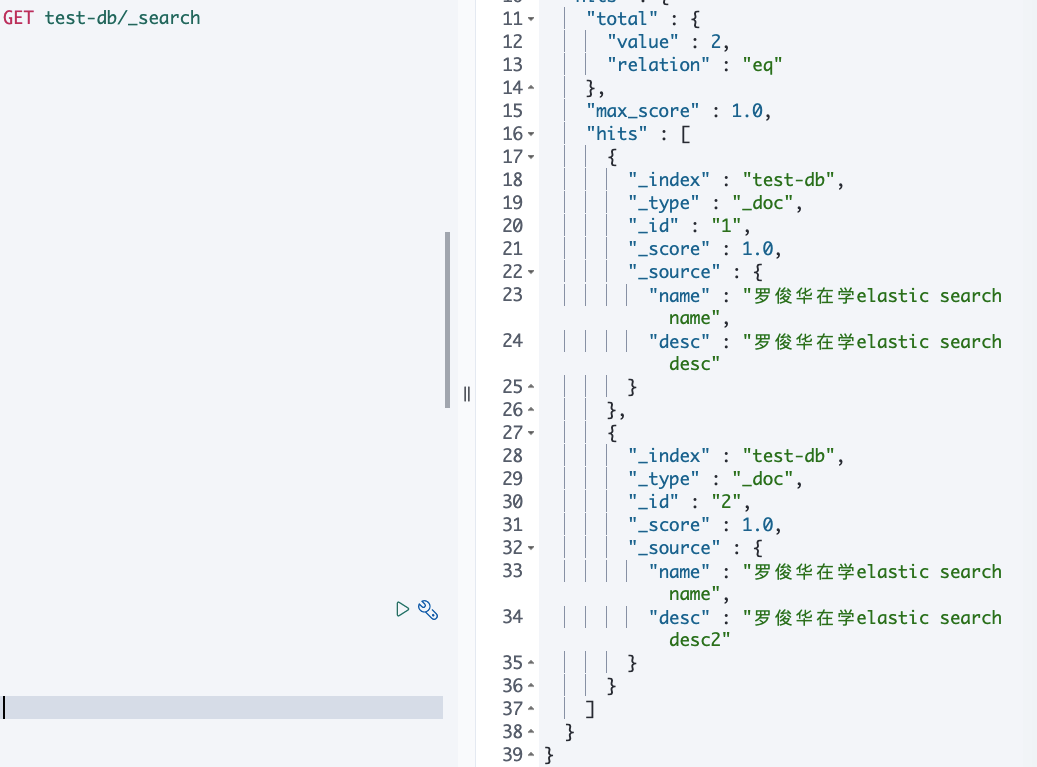 GET test-db/_search
11 "total" : {
12 "value" : 2,
13 "relation" : "eq"
14 },
15 "max_score" : 1.0,
16 "hits" : [
17 {
18 "_index" : "test-db",
19 "_type" : "_doc",
20 "_id" : "1",
21 "_score" : 1.0,
22 "_source" : {
23 "name" : "罗俊华在学elastic search
name",
24 "desc" : "罗俊华在学elastic search
desc"
25 }
26 },
27 {
28 "_index" : "test-db",
29 "_type" : "_doc",
30 "_id" : "2",
31 "_score" : 1.0,
32 "_source" : {
33 "name" : "罗俊华在学elastic search
name",
34 "desc" : "罗俊华在学elastic search
desc2"
35 }
36 }
37 ]
38 }
39 }